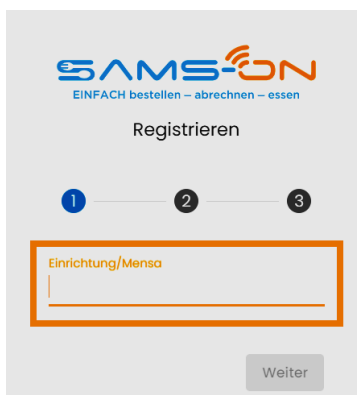 SAMS-ON
EINFACH bestellen – abrechnen – essen
Registrieren
1 2 3
Einrichtung/Mensa
Weiter